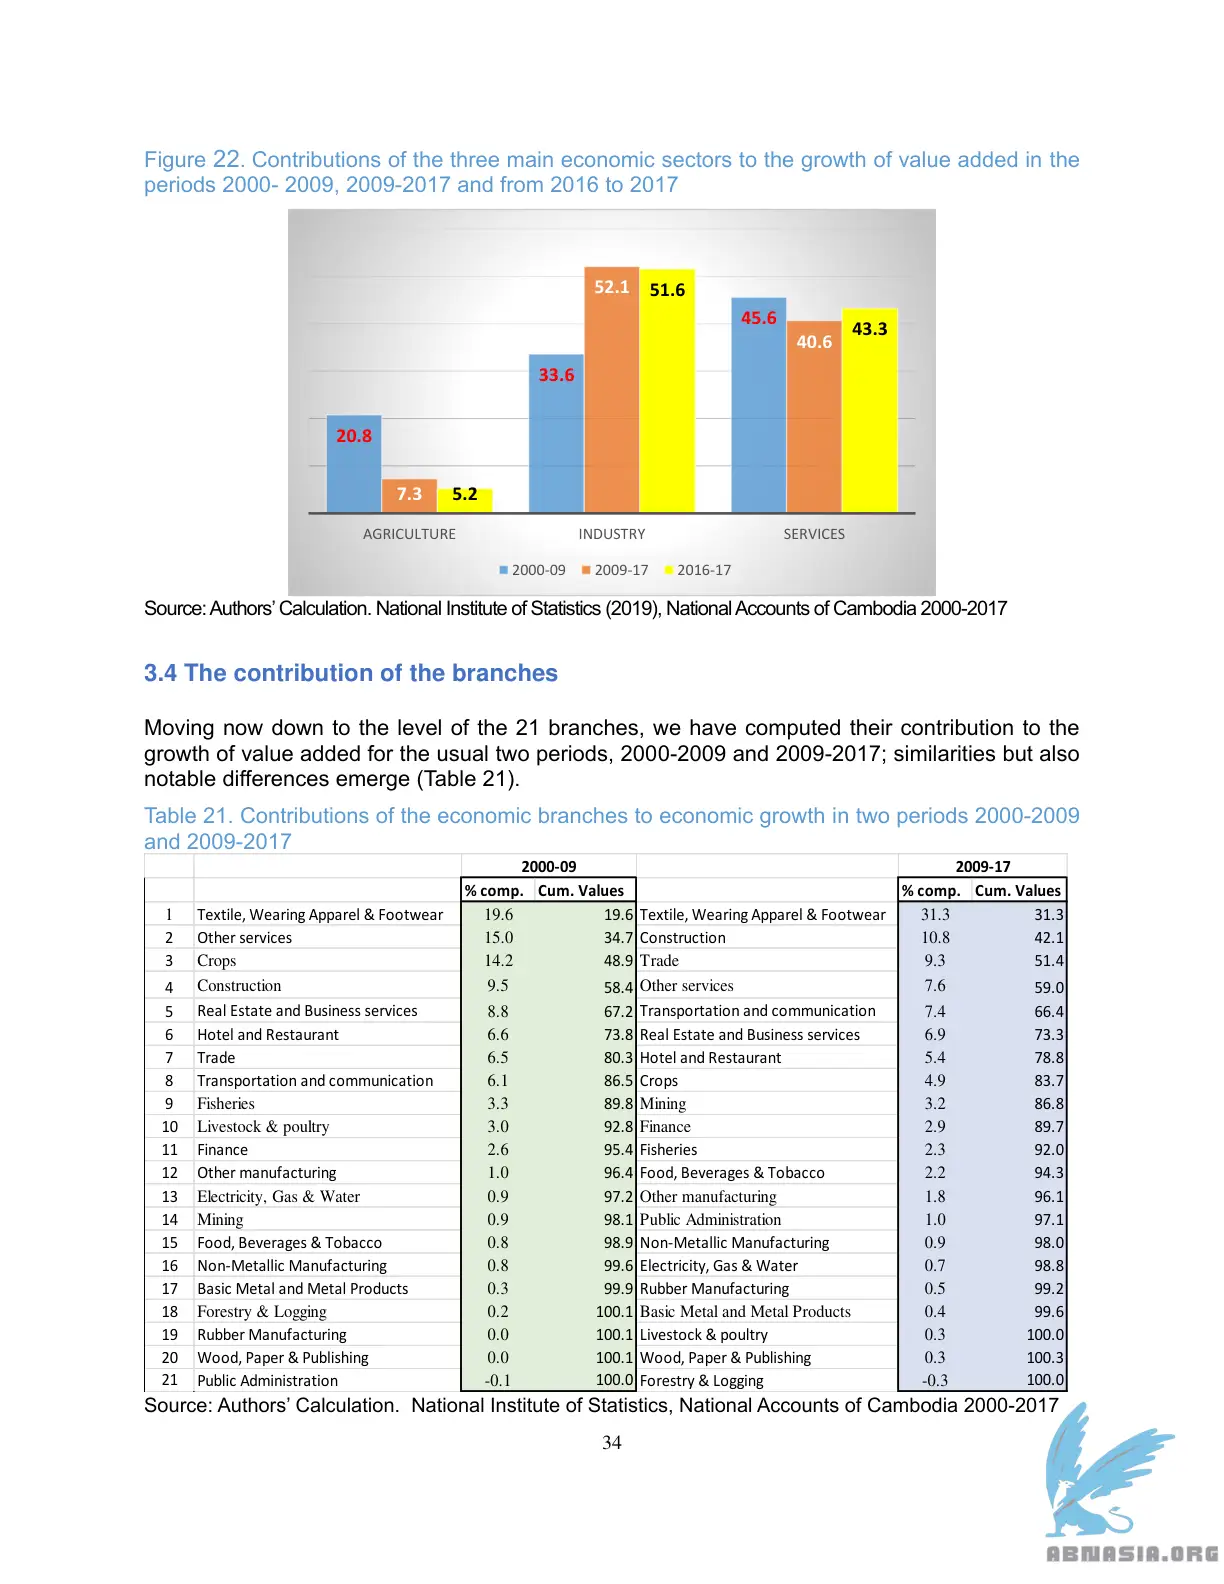 Figure 22. Contributions of the three main economic sectors to the growth of value added in the
periods 2000- 2009, 2009-2017 and from 2016 to 2017
20.8
7.3
5.2
33.6
52.1
51.6
45.6
40.6
43.3
AGRICULTURE INDUSTRY SERVICES
2000-09 2009-17 2016-17
Source: Authors’ Calculation. National Institute of Statistics (2019), National Accounts of Cambodia 2000-2017
3.4 The contribution of the branches
Moving now down to the level of the 21 branches, we have computed their contribution to the
growth of value added for the usual two periods, 2000-2009 and 2009-2017; similarities but also
notable differences emerge (Table 21).
Table 21. Contributions of the economic branches to economic growth in two periods 2000-2009
and 2009-2017
2000-09 2009-17
% comp. Cum. Values % comp. Cum. Values
1 Textile, Wearing Apparel & Footwear 19.6 19.6 Textile, Wearing Apparel & Footwear 31.3 31.3
2 Other services 15.0 34.7 Construction 10.8 42.1
3 Crops 14.2 48.9 Trade 9.3 51.4
4 Construction 9.5 58.4 Other services 7.6 59.0
5 Real Estate and Business services 8.8 67.2 Transportation and communication 7.4 66.4
6 Hotel and Restaurant 6.6 73.8 Real Estate and Business services 6.9 73.3
7 Trade 6.5 80.3 Hotel and Restaurant 5.4 78.8
8 Transportation and communication 6.1 86.5 Crops 4.9 83.7
9 Fisheries 3.3 89.8 Mining 3.2 86.8
10 Livestock & poultry 3.0 92.8 Finance 2.9 89.7
11 Finance 2.6 95.4 Fisheries 2.3 92.0
12 Other manufacturing 1.0 96.4 Food, Beverages & Tobacco 2.2 94.3
13 Electricity, Gas & Water 0.9 97.2 Other manufacturing 1.8 96.1
14 Mining 0.9 98.1 Public Administration 1.0 97.1
15 Food, Beverages & Tobacco 0.8 98.9 Non-Metallic Manufacturing 0.9 98.0
16 Non-Metallic Manufacturing 0.8 99.6 Electricity, Gas & Water 0.7 98.8
17 Basic Metal and Metal Products 0.3 99.9 Rubber Manufacturing 0.5 99.2
18 Forestry & Logging 0.2 100.1 Basic Metal and Metal Products 0.4 99.6
19 Rubber Manufacturing 0.0 100.1 Livestock & poultry 0.3 100.0
20 Wood, Paper & Publishing 0.0 100.1 Wood, Paper & Publishing 0.3 100.3
21 Public Administration -0.1 100.0 Forestry & Logging -0.3 100.0
Source: Authors’ Calculation. National Institute of Statistics, National Accounts of Cambodia 2000-2017
34
ABNASIA.ORG